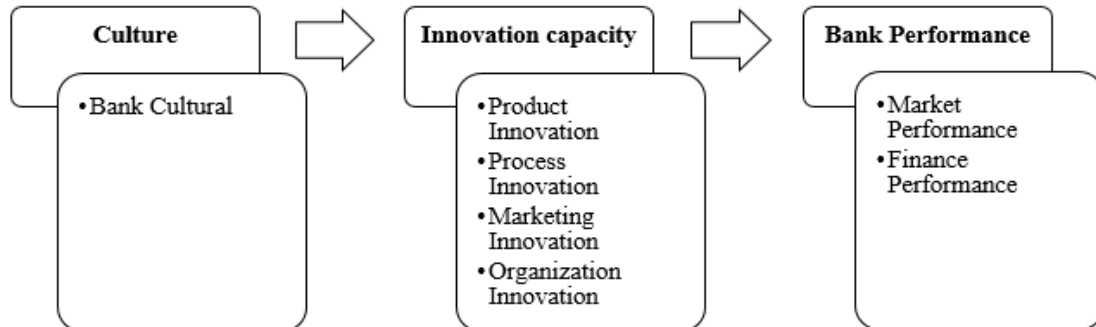 Culture
•Bank Cultural
Innovation capacity
•Product
Innovation
•Process
Innovation
•Marketing
Innovation
•Organization
Innovation
Bank Performance
•Market
Performance
•Finance
Performance